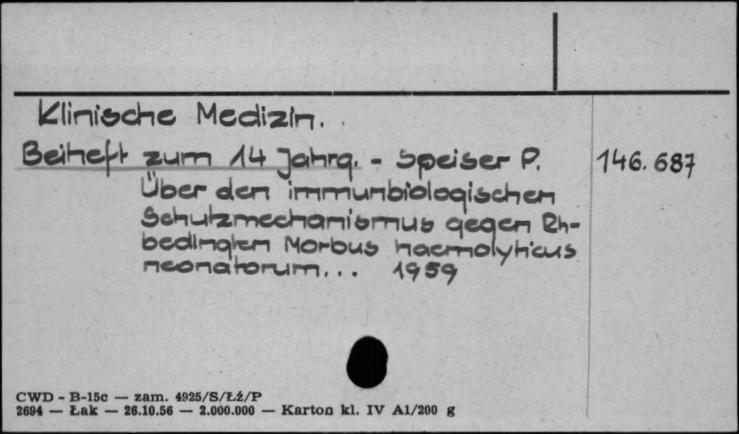 Klinische Medizin.
Beiheft zum 14 Jahrg. - Speiser P. 146.687
Über den immunbiologischen
Schutzmechanismus gegen Rh-
bedingten Morbus haemolyticus
neonatorum... 1959
CWD - B-15c — zam. 4925/S/Łż/P
2694 — Łak — 26.10.56 — 2.000.000 — Karton kl. IV A1/200 g